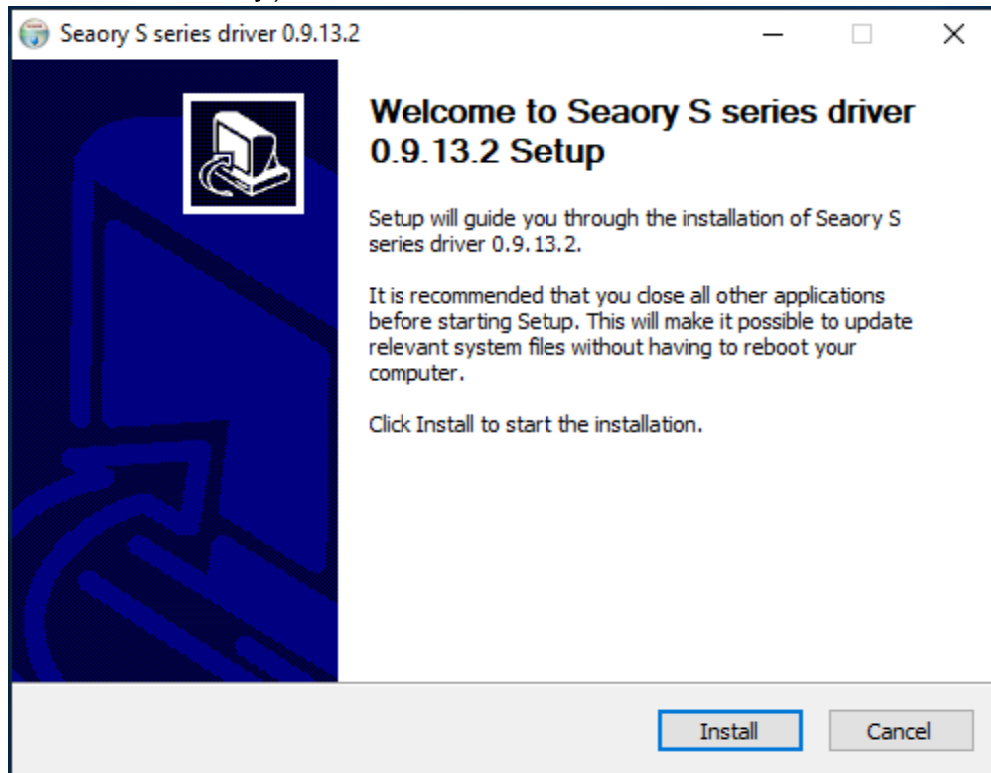 Seaory S series driver 0.9.13.2
Welcome to Seaory S series driver
0.9.13.2 Setup
Setup will guide you through the installation of Seaory S
series driver 0.9.13.2.
It is recommended that you close all other applications
before starting Setup. This will make it possible to update
relevant system files without having to reboot your
computer.
Click Install to start the installation.
Install
Cancel